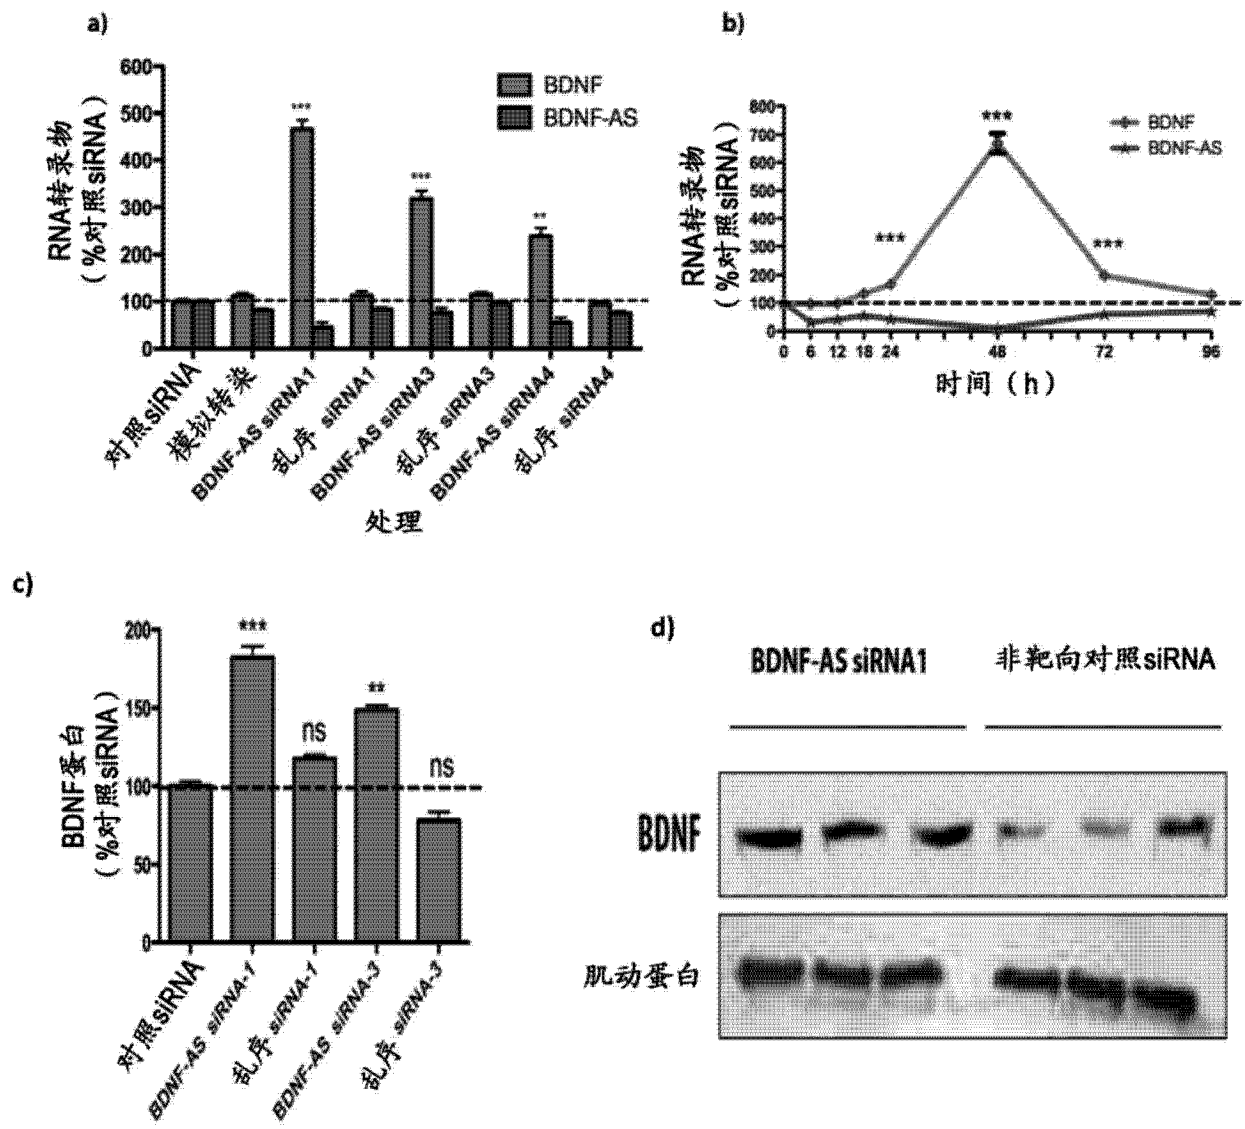 a)
RNA转录物
(%对照siRNA)
600
500
400
300
200
100
0
***
***
**
BDNF
BDNF-AS
对照siRNA
模拟转染
BDNF-AS siRNA1
乱序 siRNA1
BDNF-AS siRNA3
乱序 siRNA3
BDNF-AS siRNA4
乱序 siRNA4
处理
b)
RNA转录物
(%对照siRNA)
800
700
600
500
400
300
200
100
0
***
***
***
BDNF
BDNF-AS
0 6 12 18 24 48 72 96
时间(h)
c)
BDNF蛋白
(%对照siRNA)
200
150
100
50
0
***
ns
**
ns
对照siRNA
BDNF-AS siRNA-1
乱序 siRNA-1
BDNF-AS siRNA-3
乱序 siRNA-3
d)
BDNF-AS siRNA1 非靶向对照siRNA
BDNF
肌动蛋白